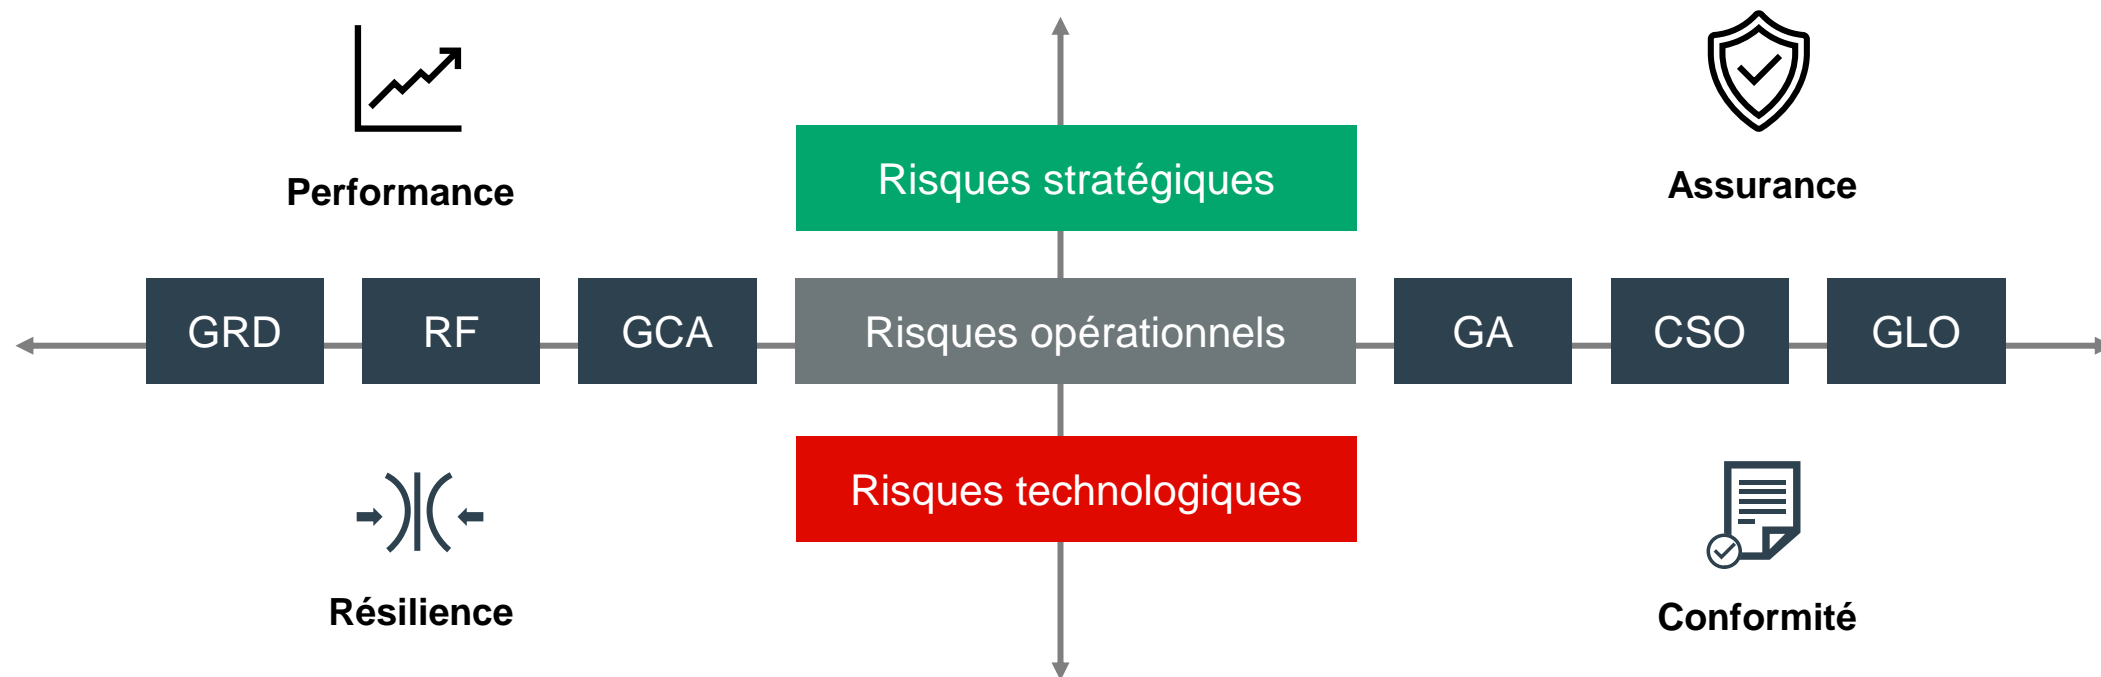 Performance
Risques stratégiques
Assurance
GRD
RF
GCA
Risques opérationnels
GA
CSO
GLO
Risques technologiques
Résilience
Conformité